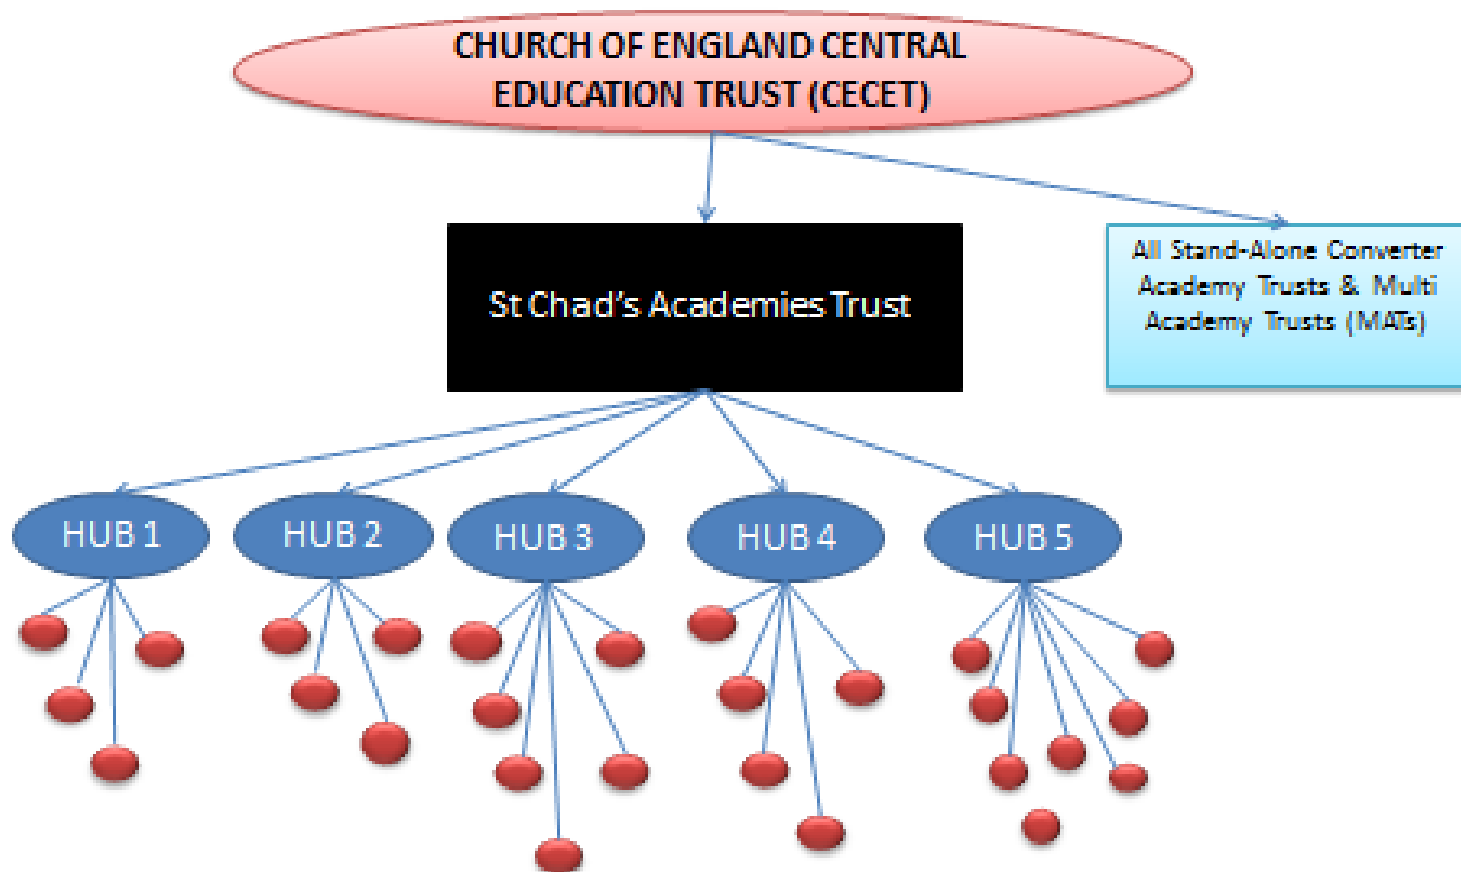 CHURCH OF ENGLAND CENTRAL
EDUCATION TRUST (CECET)
St Chad's Academies Trust
All Stand-Alone Converter
Academy Trusts & Multi
Academy Trusts (MATs)
HUB 1
HUB 2
HUB 3
HUB 4
HUB 5